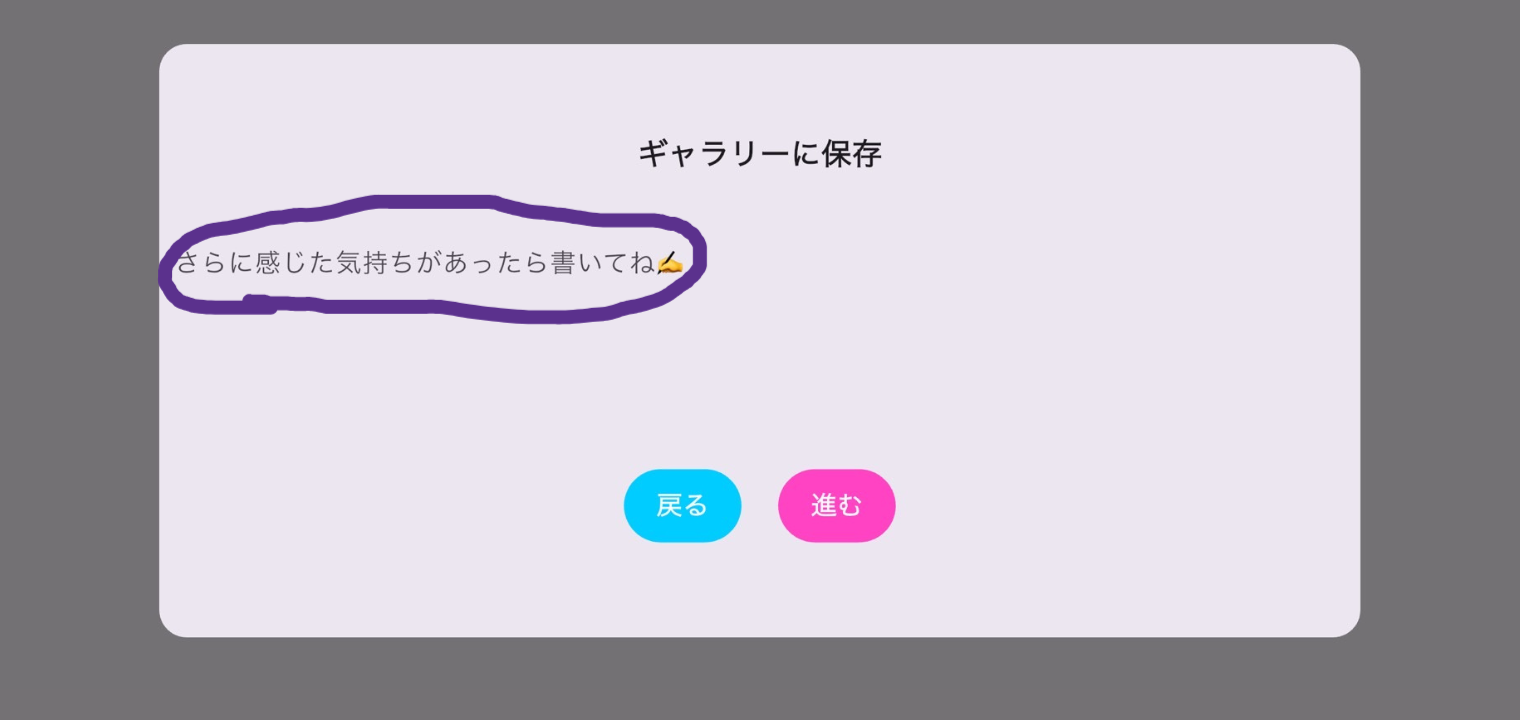 ギャラリーに保存
さらに感じた気持ちがあったら書いてね✍️
戻る
進む